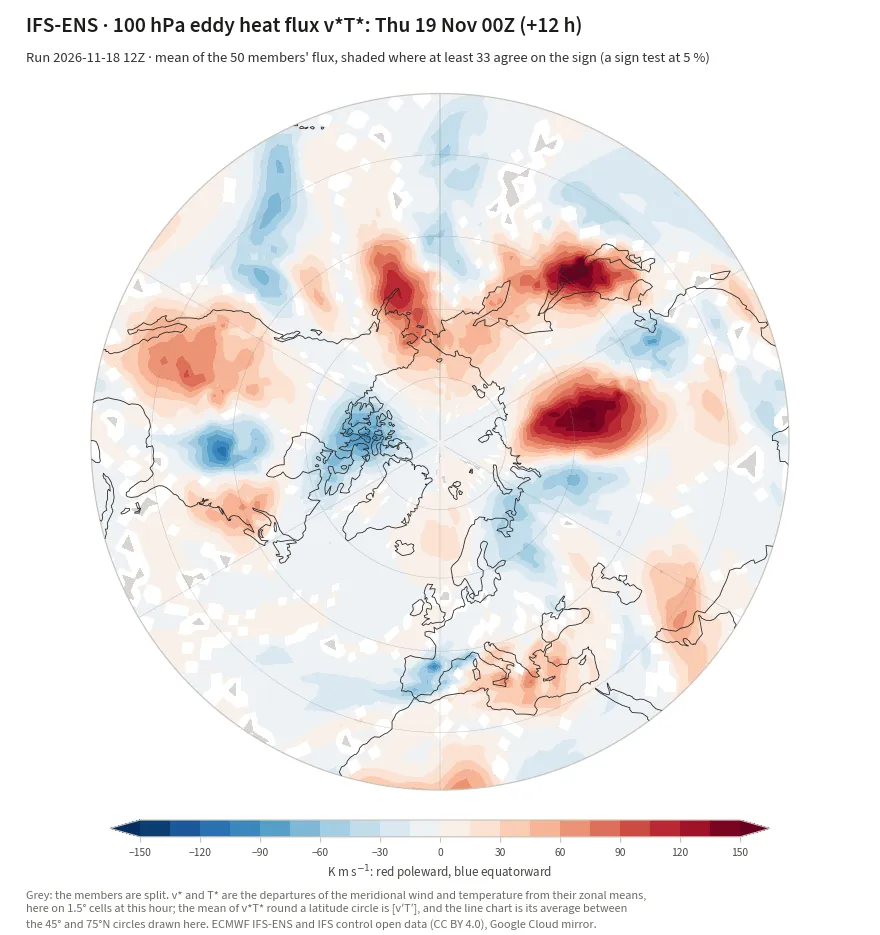 IFS-ENS · 100 hPa eddy heat flux v*T*: Thu 19 Nov 00Z (+12 h)
Run 2026-11-18 12Z · mean of the 50 members' flux, shaded where at least 33 agree on the sign (a sign test at 5 %)
−150 −120 −90 −60 −30 0 30 60 90 120 150
K m s⁻¹: red poleward, blue equatorward
Grey: the members are split. v* and T* are the departures of the meridional wind and temperature from their zonal means,
here on 1.5° cells at this hour; the mean of v*T* round a latitude circle is [v′T′], and the line chart is its average between
the 45° and 75°N circles drawn here. ECMWF IFS-ENS and IFS control open data (CC BY 4.0), Google Cloud mirror.